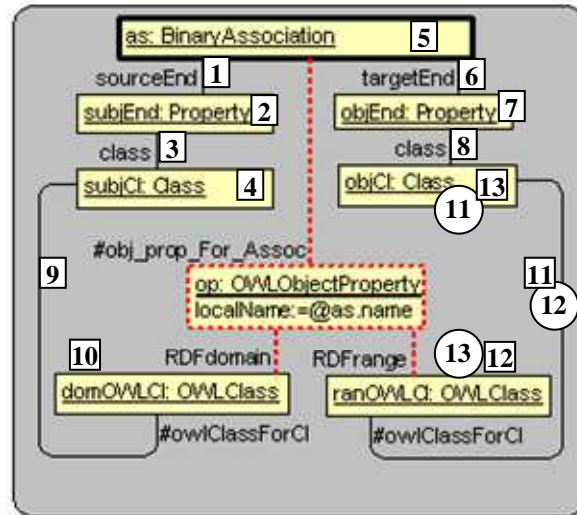 as: BinaryAssociation 5
sourceEnd 1 targetEnd 6
subjEnd: Property 2 objEnd: Property 7
class 3 class 8
subjCl: Class 4 objCl: Class 13
11
#obj_prop_For_Assoc
9 op: OWLObjectProperty 11
localName:=@as.name 12
10 RDFdomain RDFrange 13 12
domOWLCl: OWLClass ranOWLCl: OWLClass
#owlClassForCl #owlClassForCl